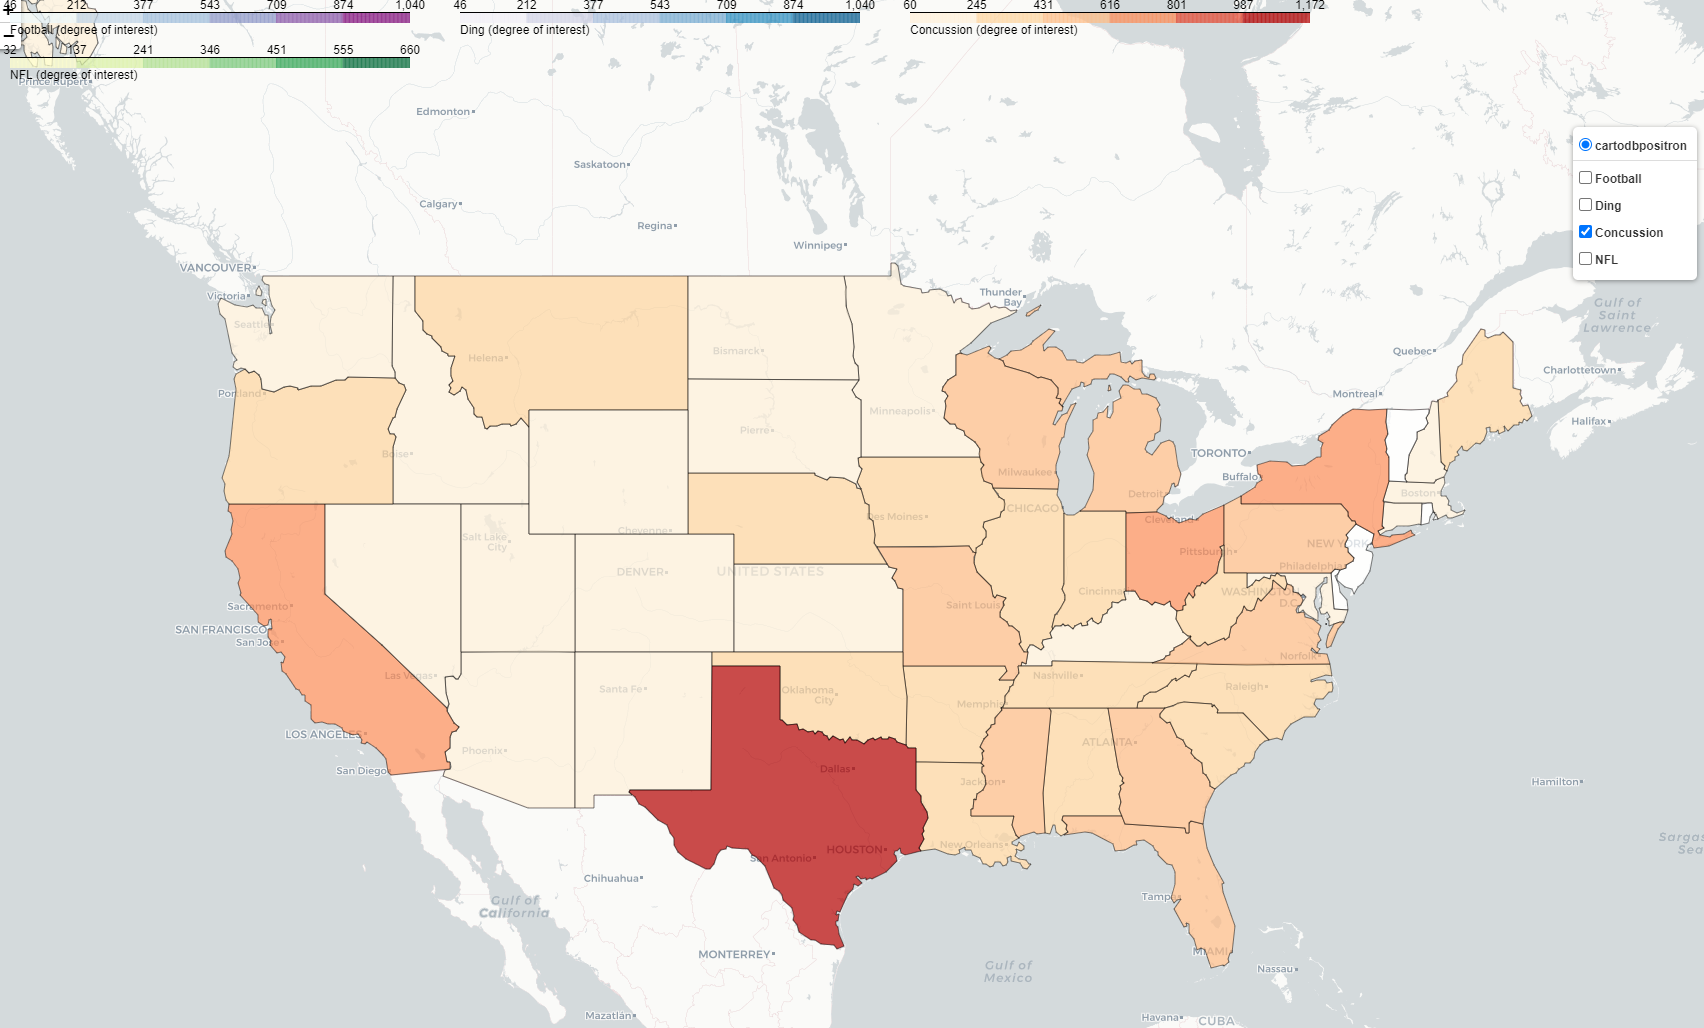 46 212 377 543 709 874 1,040
Football (degree of interest)
46 212 377 543 709 874 1,040
Ding (degree of interest)
60 245 431 616 801 987 1,172
Concussion (degree of interest)
32 137 241 346 451 555 660
NFL (degree of interest)
+
−
cartodbpositron
Football
Ding
Concussion
NFL
Prince Rupert
Edmonton
Saskatoon
Calgary
Regina
Winnipeg
VANCOUVER
Victoria
Seattle
Thunder
Bay
Gulf of
Saint
Lawrence
Quebec
Charlottetown
Montreal
Halifax
Helena
Bismarck
Portland
Minneapolis
Pierre
Boise
TORONTO
Buffalo
Milwaukee
Detroit
Boston
CHICAGO
Des Moines
Cleveland
Salt Lake
City
Cheyenne
NEW YORK
Pittsburgh
Philadelphia
DENVER
UNITED STATES
Cincinnati
WASHINGTON
D.C.
Sacramento
Saint Louis
SAN FRANCISCO
San Jose
Norfolk
Las Vegas
Santa Fe
Nashville
Raleigh
Oklahoma
City
Memphis
LOS ANGELES
Phoenix
ATLANTA
San Diego
Dallas
Jackson
Hamilton
New Orleans
HOUSTON
San Antonio
Sargas
Sea
Chihuahua
Tampa
Gulf of
California
MONTERREY
MIAMI
Gulf of
Mexico
Nassau
Mazatlán
Havana
CUBA